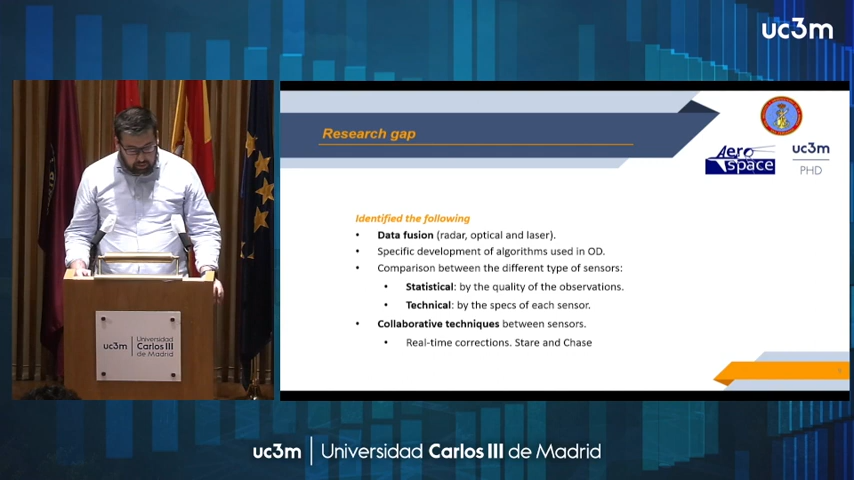 uc3m
Research gap
Aero
space
uc3m
PHD
Identified the following
• Data fusion (radar, optical and laser).
• Specific development of algorithms used in OD.
• Comparison between the different type of sensors:
• Statistical: by the quality of the observations.
• Technical: by the specs of each sensor.
• Collaborative techniques between sensors.
• Real-time corrections. Stare and Chase
uc3m
Universidad
Carlos III
de Madrid
uc3m | Universidad Carlos III de Madrid